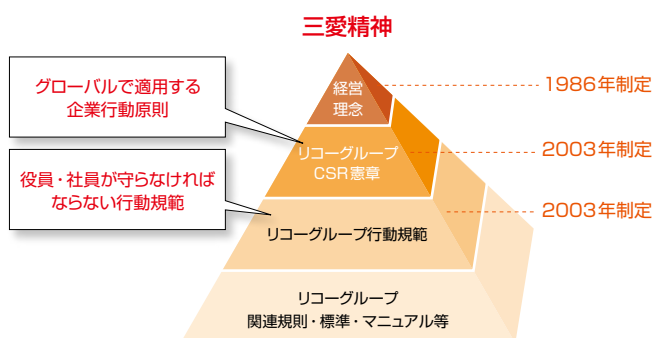 三愛精神
グローバルで適用する
企業行動原則
経営
理念
1986年制定
リコーグループ
CSR憲章
2003年制定
役員・社員が守らなければ
ならない行動規範
リコーグループ行動規範
2003年制定
リコーグループ
関連規則・標準・マニュアル等